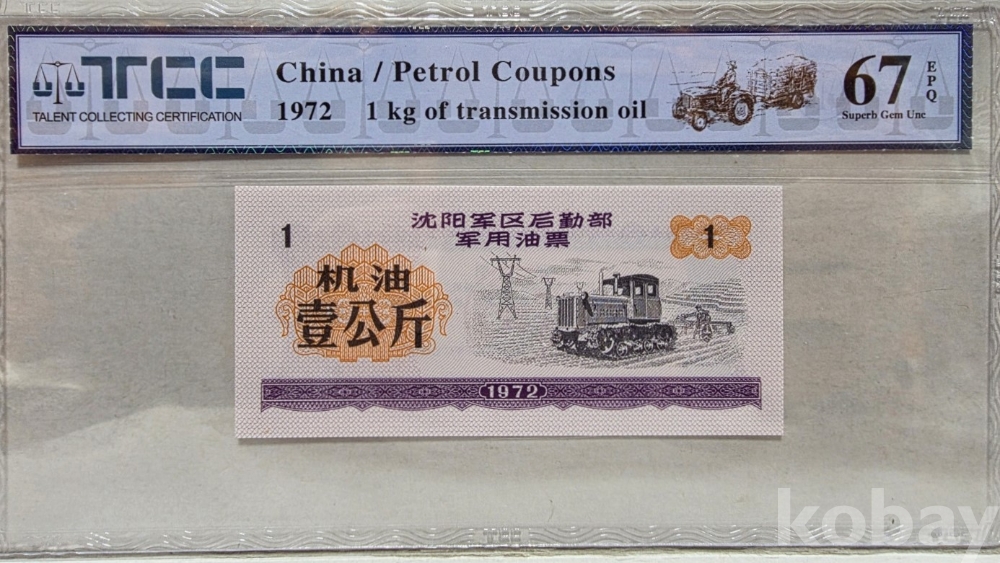 TCC
TALENT COLLECTING CERTIFICATION
China / Petrol Coupons
1972 1 kg of transmission oil
67
EPQ
Superb Gem Unc
沈阳军区后勤部
军用油票
1
1
机油
壹公斤
1972
kobay